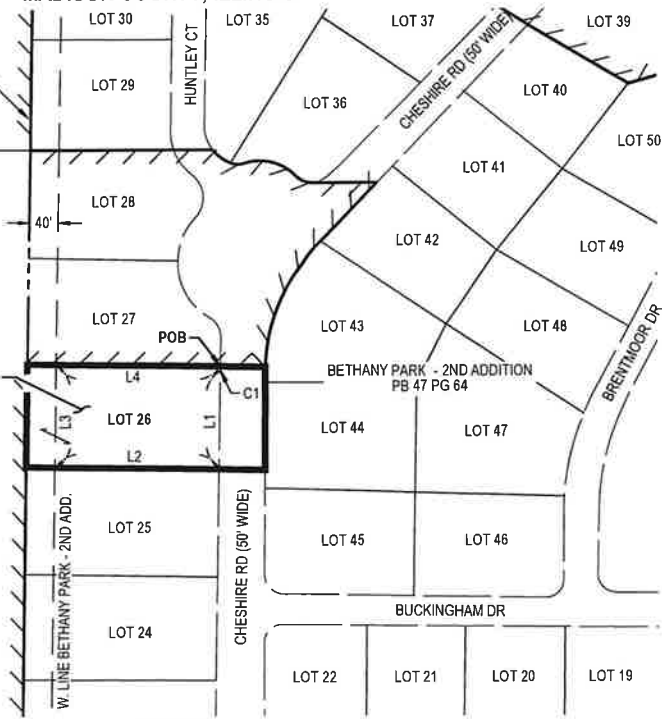 LOT 30
LOT 35
LOT 37
LOT 39
HUNTLEY CT
CHESHIRE RD (50' WIDE)
LOT 29
LOT 36
LOT 40
LOT 50
LOT 41
LOT 28
40'
LOT 42
LOT 49
LOT 27
LOT 43
LOT 48
BRENTMOOR DR
POB
BETHANY PARK - 2ND ADDITION
PB 47 PG 64
L4
C1
LOT 26
L3
L1
L2
LOT 44
LOT 47
LOT 25
LOT 45
LOT 46
W. LINE BETHANY PARK - 2ND ADD.
CHESHIRE RD (50' WIDE)
BUCKINGHAM DR
LOT 24
LOT 22
LOT 21
LOT 20
LOT 19